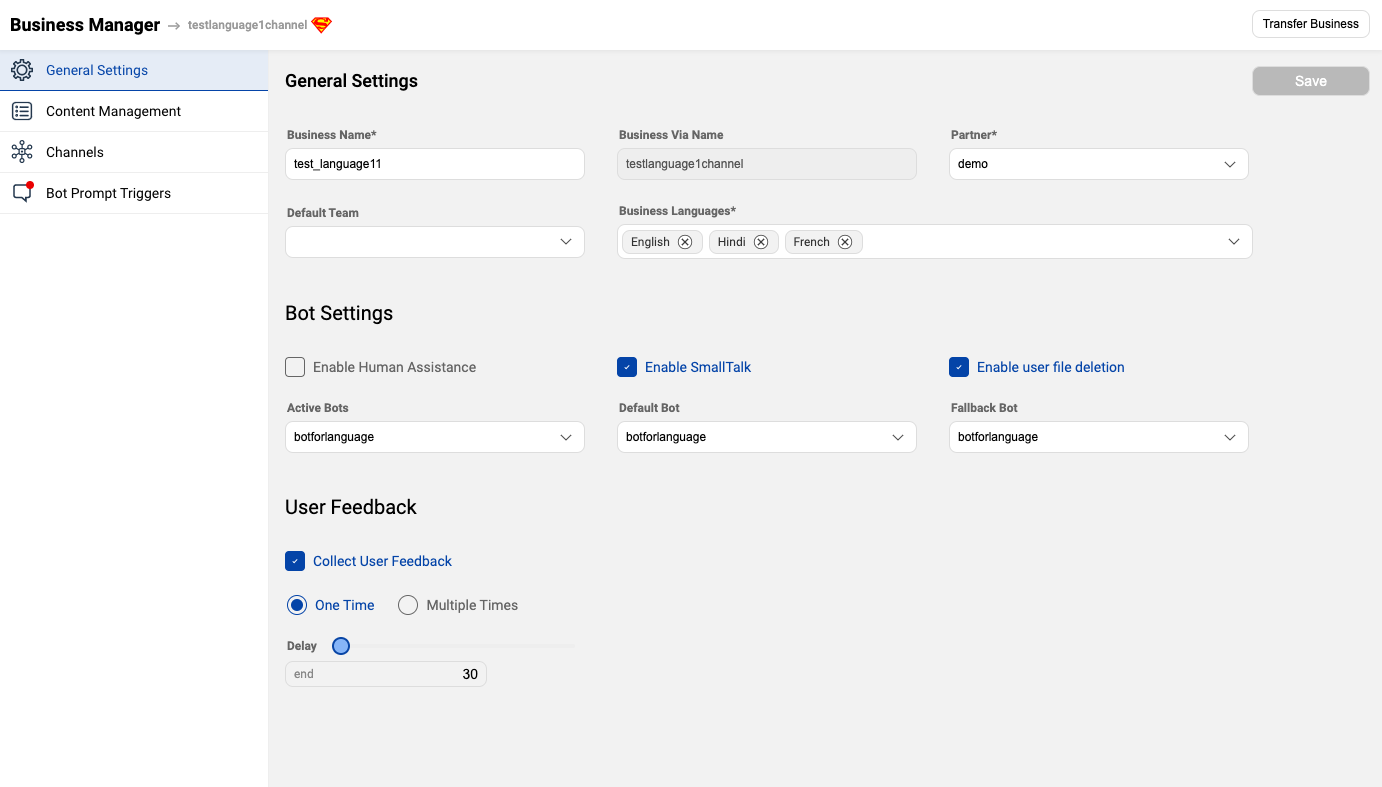 Business Manager → testlanguage1channel
Transfer Business
General Settings
Content Management
Channels
Bot Prompt Triggers
General Settings
Save
Business Name*
Business Via Name
Partner*
test_language11
testlanguage1channel
demo
Default Team
Business Languages*
English
Hindi
French
Bot Settings
Enable Human Assistance
Enable SmallTalk
Enable user file deletion
Active Bots
Default Bot
Fallback Bot
botforlanguage
botforlanguage
botforlanguage
User Feedback
Collect User Feedback
One Time
Multiple Times
Delay
end 30